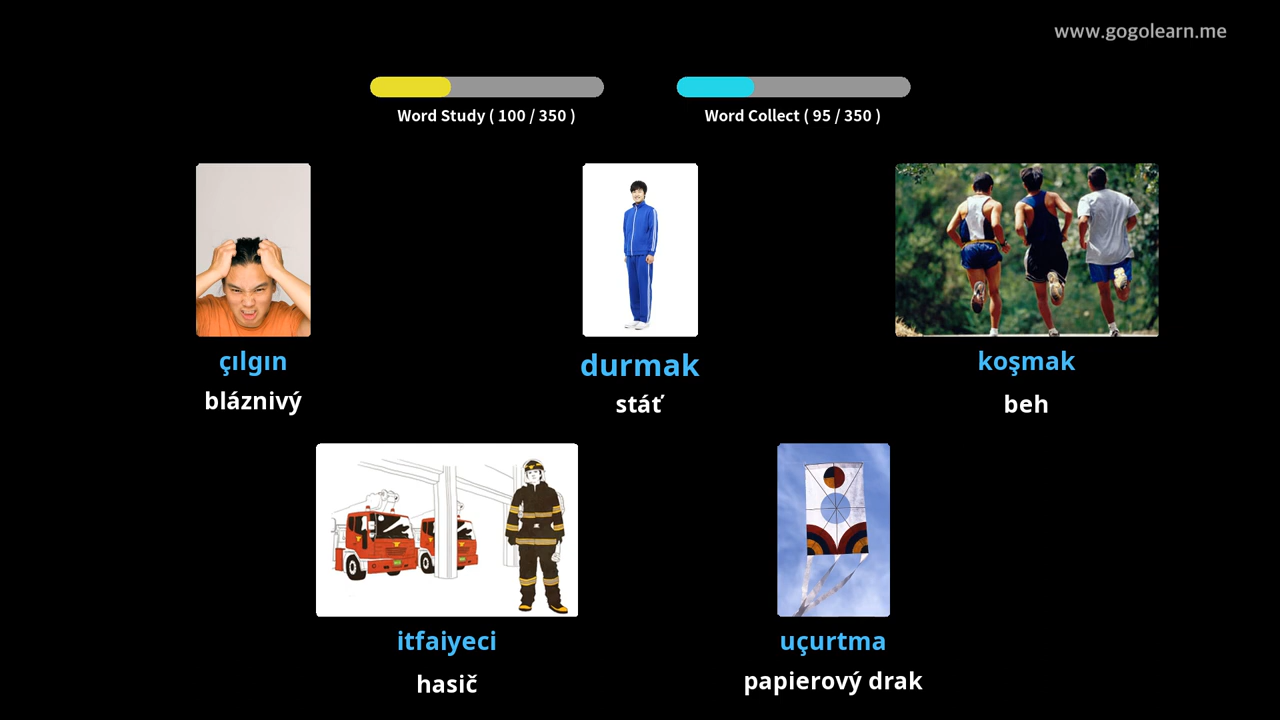 www.gogolearn.me
Word Study ( 100 / 350 )
Word Collect ( 95 / 350 )
çılgın
bláznivý
durmak
stáť
koşmak
beh
itfaiyeci
hasič
uçurtma
papierový drak